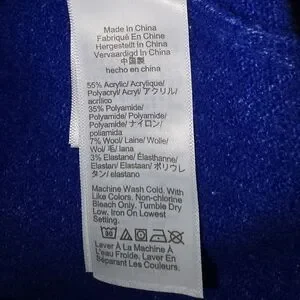 Made In China
Fabriqué En Chine
Hergestellt In China
Vervaardigd In China
中国製
hecho en china
55% Acrylic/ Acrylique/
Polyacryl/ Acryl/ アクリル/
acrílico
35% Polyamide/
Polyamide/ Polyamid/
Polyamide/ ナイロン/
poliamida
7% Wool/ Laine/ Wolle/
Wol/ 毛/ lana
3% Elastane/ Élasthanne/
Elastan/ Elastaan/ ポリウレ
タン/ elastano
Machine Wash Cold. With
Like Colors. Non-chlorine
Bleach Only. Tumble Dry
Low. Iron On Lowest
Setting.
30
Laver À La Machine À
L'eau Froide. Laver En
Séparant Les Couleurs.